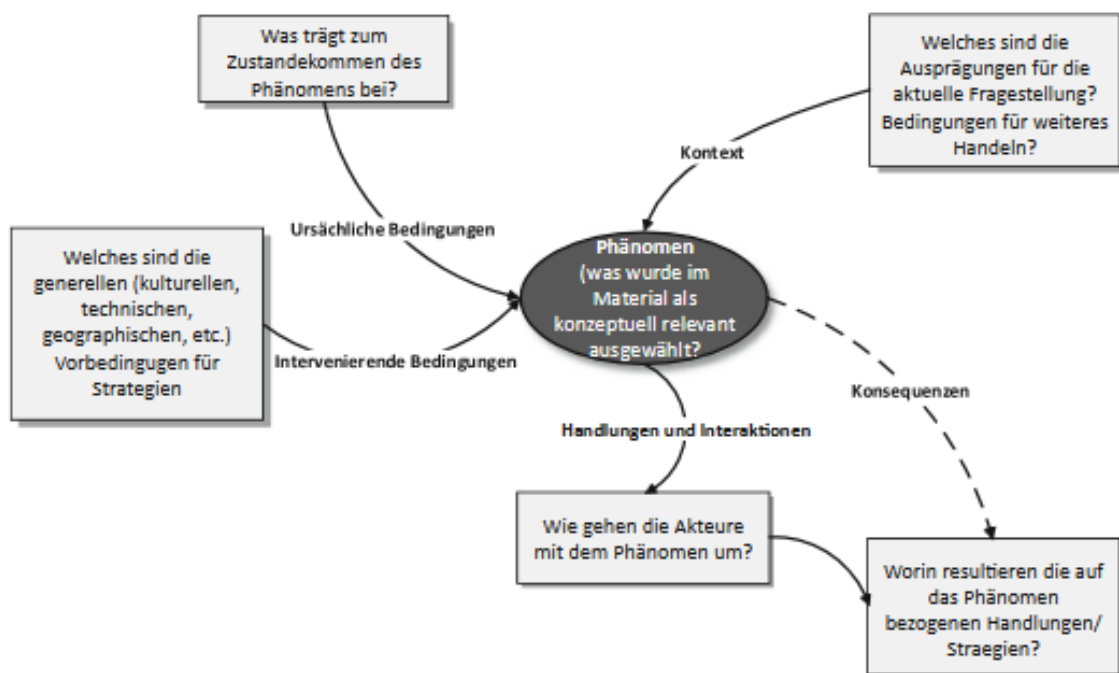 Was trägt zum
Zustandekommen des
Phänomens bei?
Welches sind die
Ausprägungen für die
aktuelle Fragestellung?
Bedingungen für weiteres
Handeln?
Kontext
Ursächliche Bedingungen
Welches sind die
generellen (kulturellen,
technischen,
geographischen, etc.)
Vorbedingugen für
Strategien
Intervenierende Bedingungen
Phänomen
(was wurde im
Material als
konzeptuell relevant
ausgewählt?
Konsequenzen
Handlungen und Interaktionen
Wie gehen die Akteure
mit dem Phänomen um?
Worin resultieren die auf
das Phänomen
bezogenen Handlungen/
Straegien?